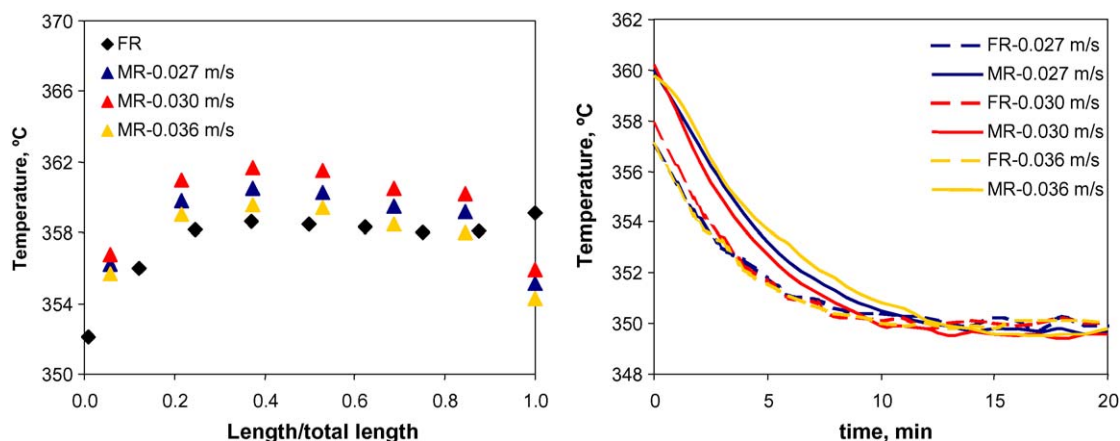 370
366
362
358
354
350
Temperature, ºC
FR
MR-0.027 m/s
MR-0.030 m/s
MR-0.036 m/s
0.0 0.2 0.4 0.6 0.8 1.0
Length/total length
362
360
358
356
354
352
350
348
Temperature, ºC
FR-0.027 m/s
MR-0.027 m/s
FR-0.030 m/s
MR-0.030 m/s
FR-0.036 m/s
MR-0.036 m/s
0 5 10 15 20
time, min